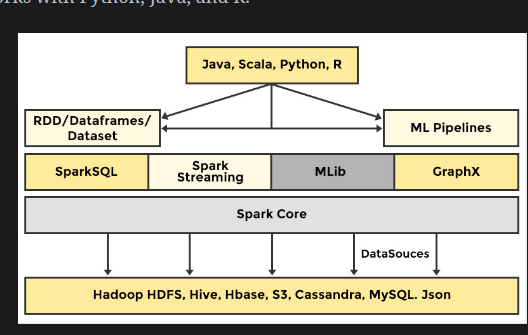 orks with Python, Java, and R.
Java, Scala, Python, R
RDD/Dataframes/
Dataset
ML Pipelines
SparkSQL
Spark
Streaming
MLib
GraphX
Spark Core
DataSouces
Hadoop HDFS, Hive, Hbase, S3, Cassandra, MySQL. Json